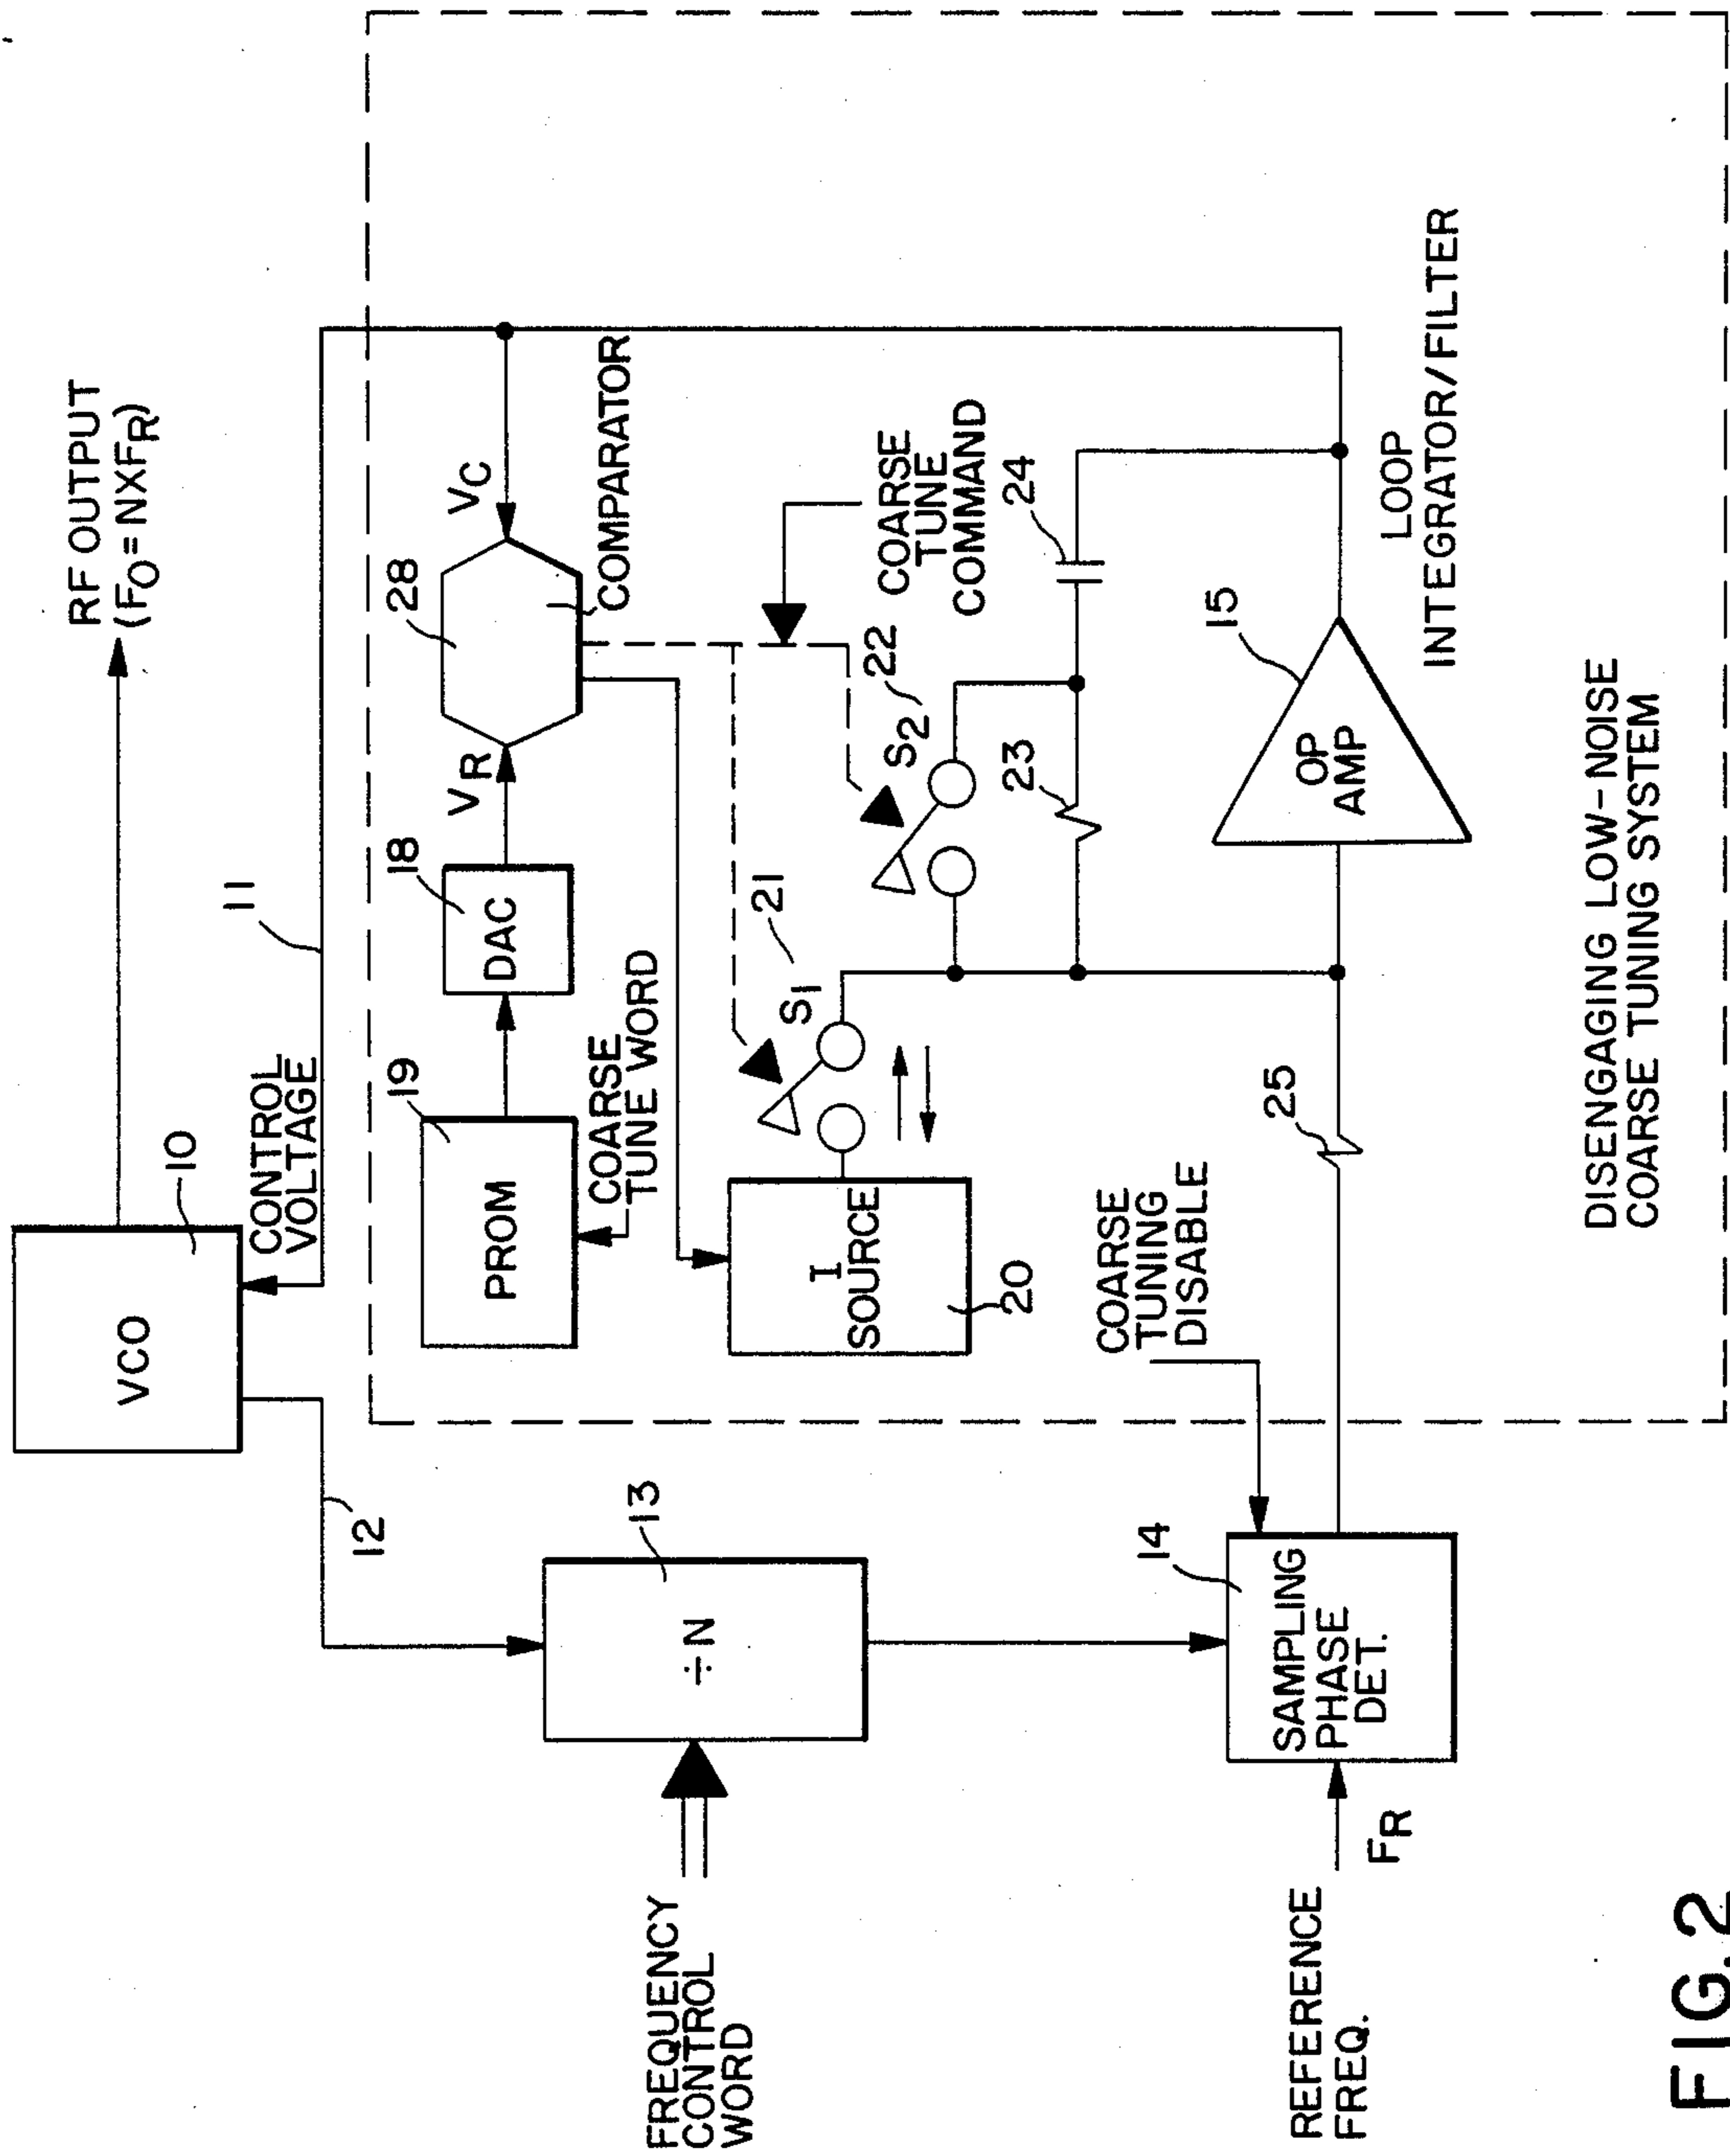 RF OUTPUT
(FO = NXFR)
VCO
10
11
CONTROL
VOLTAGE
12
PROM
19
COARSE
TUNE WORD
DAC
18
VR
28
VC
COMPARATOR
÷N
13
FREQUENCY
CONTROL
WORD
I
SOURCE
20
S1
21
S2
22
COARSE
TUNE
COMMAND
23
24
COARSE
TUNING
DISABLE
SAMPLING
PHASE
DET.
14
REFERENCE
FREQ.
FR
25
OP
AMP
15
LOOP
INTEGRATOR/FILTER
DISENGAGING LOW-NOISE
COARSE TUNING SYSTEM
FIG.2